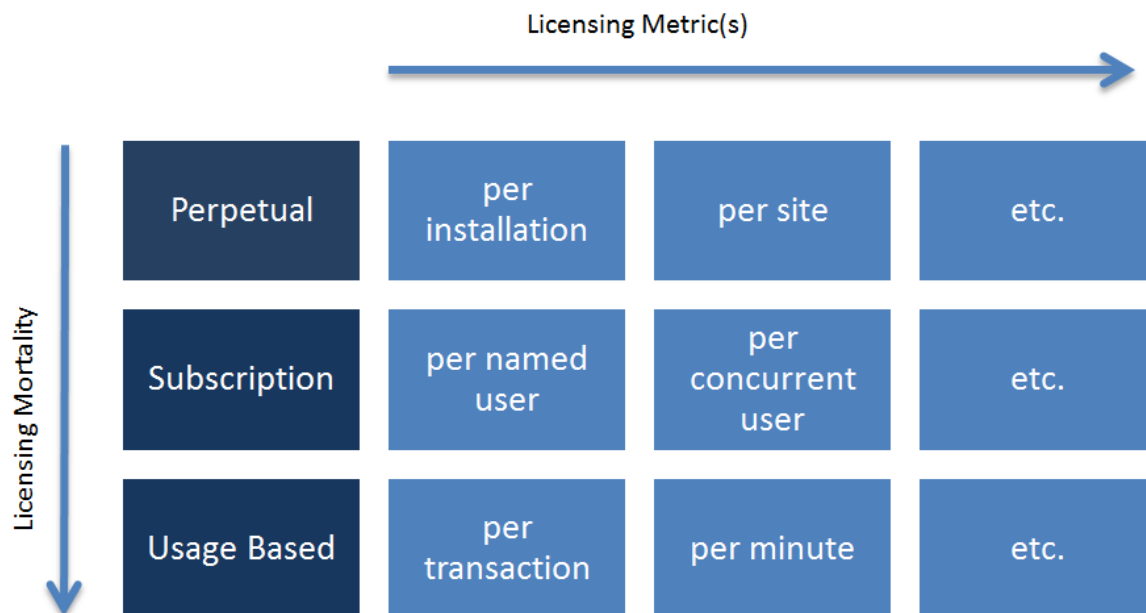 Licensing Metric(s)
Licensing Mortality
Perpetual
per
installation
per site
etc.
Subscription
per named
user
per
concurrent
user
etc.
Usage Based
per
transaction
per minute
etc.